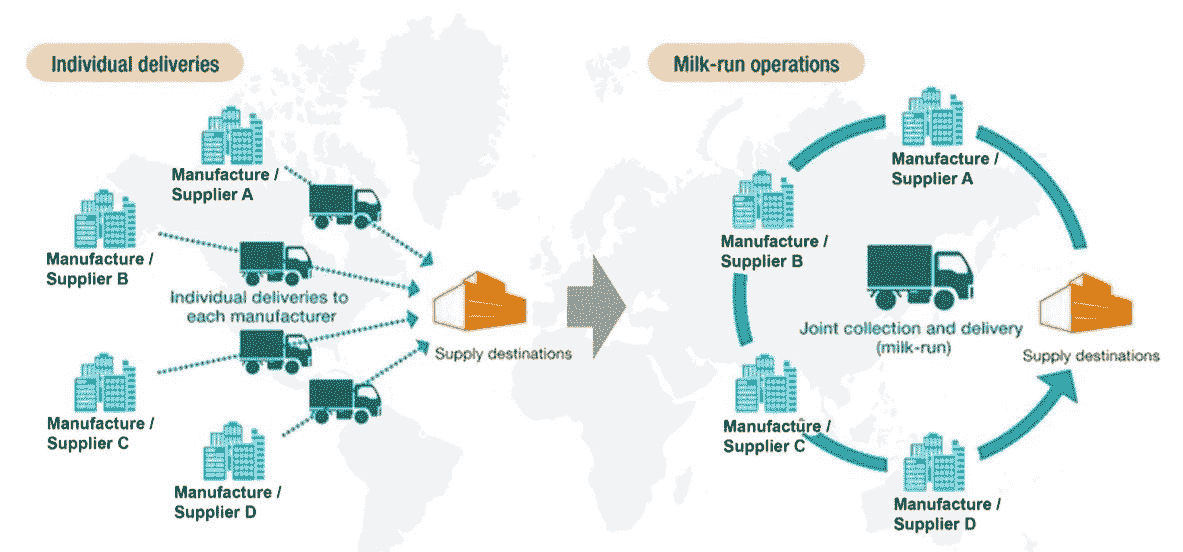 Individual deliveries
Manufacture /
Supplier A
Manufacture /
Supplier B
Individual deliveries to
each manufacturer
Supply destinations
Manufacture /
Supplier C
Manufacture /
Supplier D
Milk-run operations
Manufacture /
Supplier A
Manufacture /
Supplier B
Joint collection and delivery
(milk-run)
Supply destinations
Manufacture /
Supplier C
Manufacture /
Supplier D